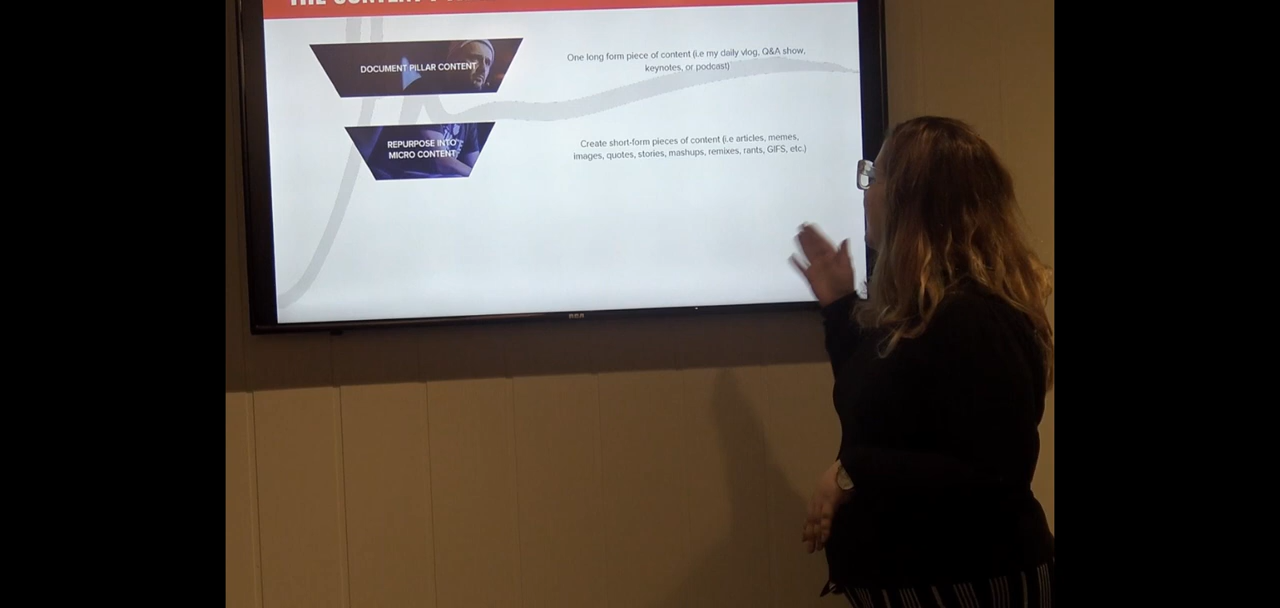 DOCUMENT PILLAR CONTENT
One long form piece of content (i.e my daily vlog, Q&A show,
keynotes, or podcast)
REPURPOSE INTO
MICRO CONTENT
Create short-form pieces of content (i.e articles, memes,
images, quotes, stories, mashups, remixes, rants, GIFS, etc.)
RCA